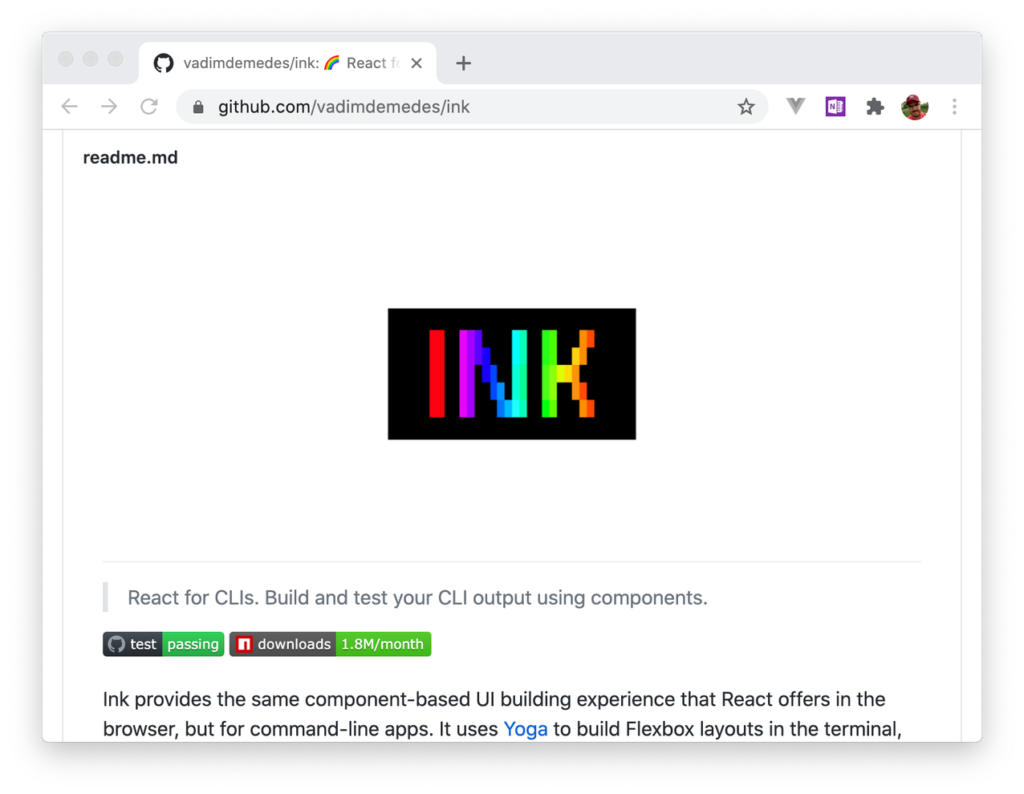 vadimdemedes/ink: 🌈 React f
github.com/vadimdemedes/ink
readme.md
INK
React for CLIs. Build and test your CLI output using components.
test passing downloads 1.8M/month
Ink provides the same component-based UI building experience that React offers in the
browser, but for command-line apps. It uses Yoga to build Flexbox layouts in the terminal,